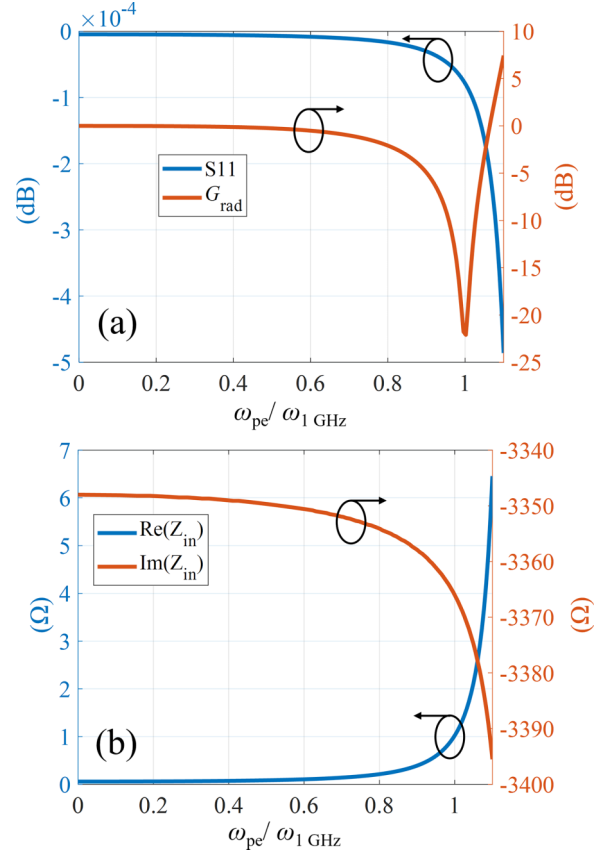 ×10⁻⁴
0
-1
-2
-3
-4
-5
(dB)
10
5
0
-5
-10
-15
-20
-25
(dB)
S11
G_rad
(a)
0 0.2 0.4 0.6 0.8 1
ω_pe / ω_1 GHz
7
6
5
4
3
2
1
0
(Ω)
-3340
-3350
-3360
-3370
-3380
-3390
-3400
(Ω)
Re(Z_in)
Im(Z_in)
(b)
0 0.2 0.4 0.6 0.8 1
ω_pe / ω_1 GHz